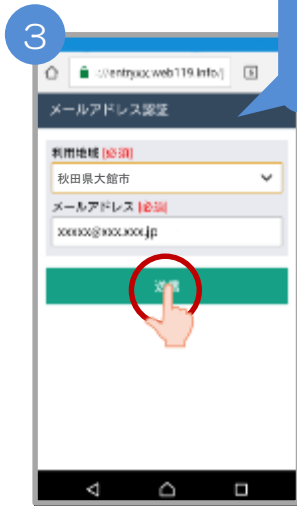 3
://entryxx.web119.info/j
5
メールアドレス認証
利用地域 [必須]
秋田県大館市
メールアドレス [必須]
xxxxxx@xxx.xxx.jp
送信